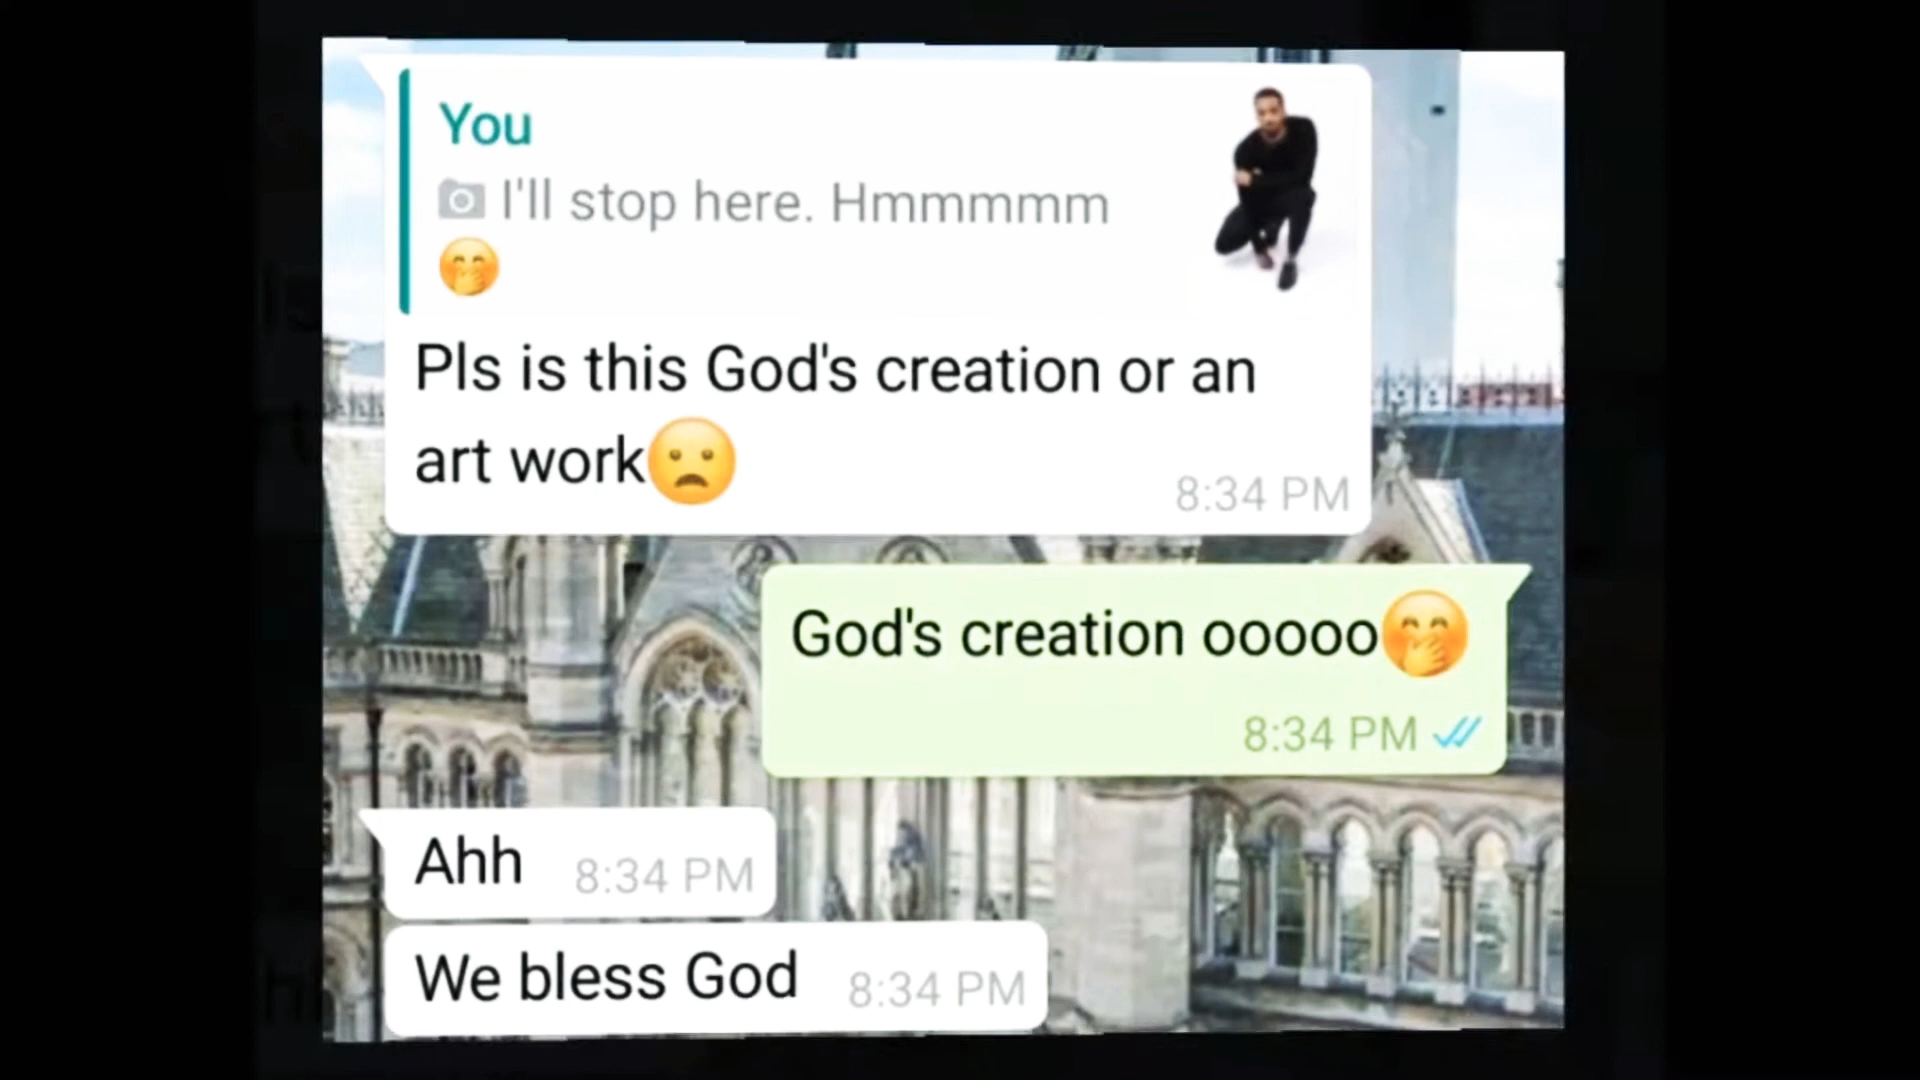 You
I'll stop here. Hmmmmm
🤭
Pls is this God's creation or an
art work😦
8:34 PM
God's creation ooooo🤭
8:34 PM
Ahh 8:34 PM
We bless God 8:34 PM